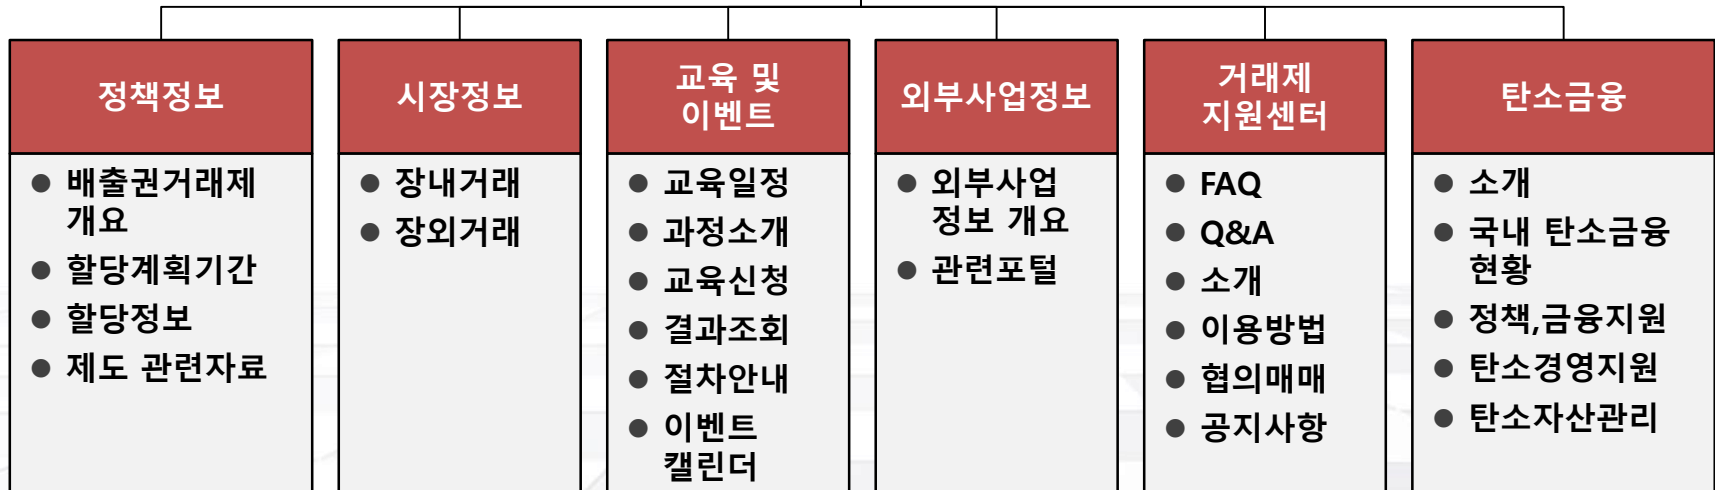 정책정보
배출권거래제
개요
할당계획기간
할당정보
제도 관련자료
시장정보
장내거래
장외거래
교육 및
이벤트
교육일정
과정소개
교육신청
결과조회
절차안내
이벤트
캘린더
외부사업정보
외부사업
정보 개요
관련포털
거래제
지원센터
FAQ
Q&A
소개
이용방법
협의매매
공지사항
탄소금융
소개
국내 탄소금융
현황
정책,금융지원
탄소경영지원
탄소자산관리